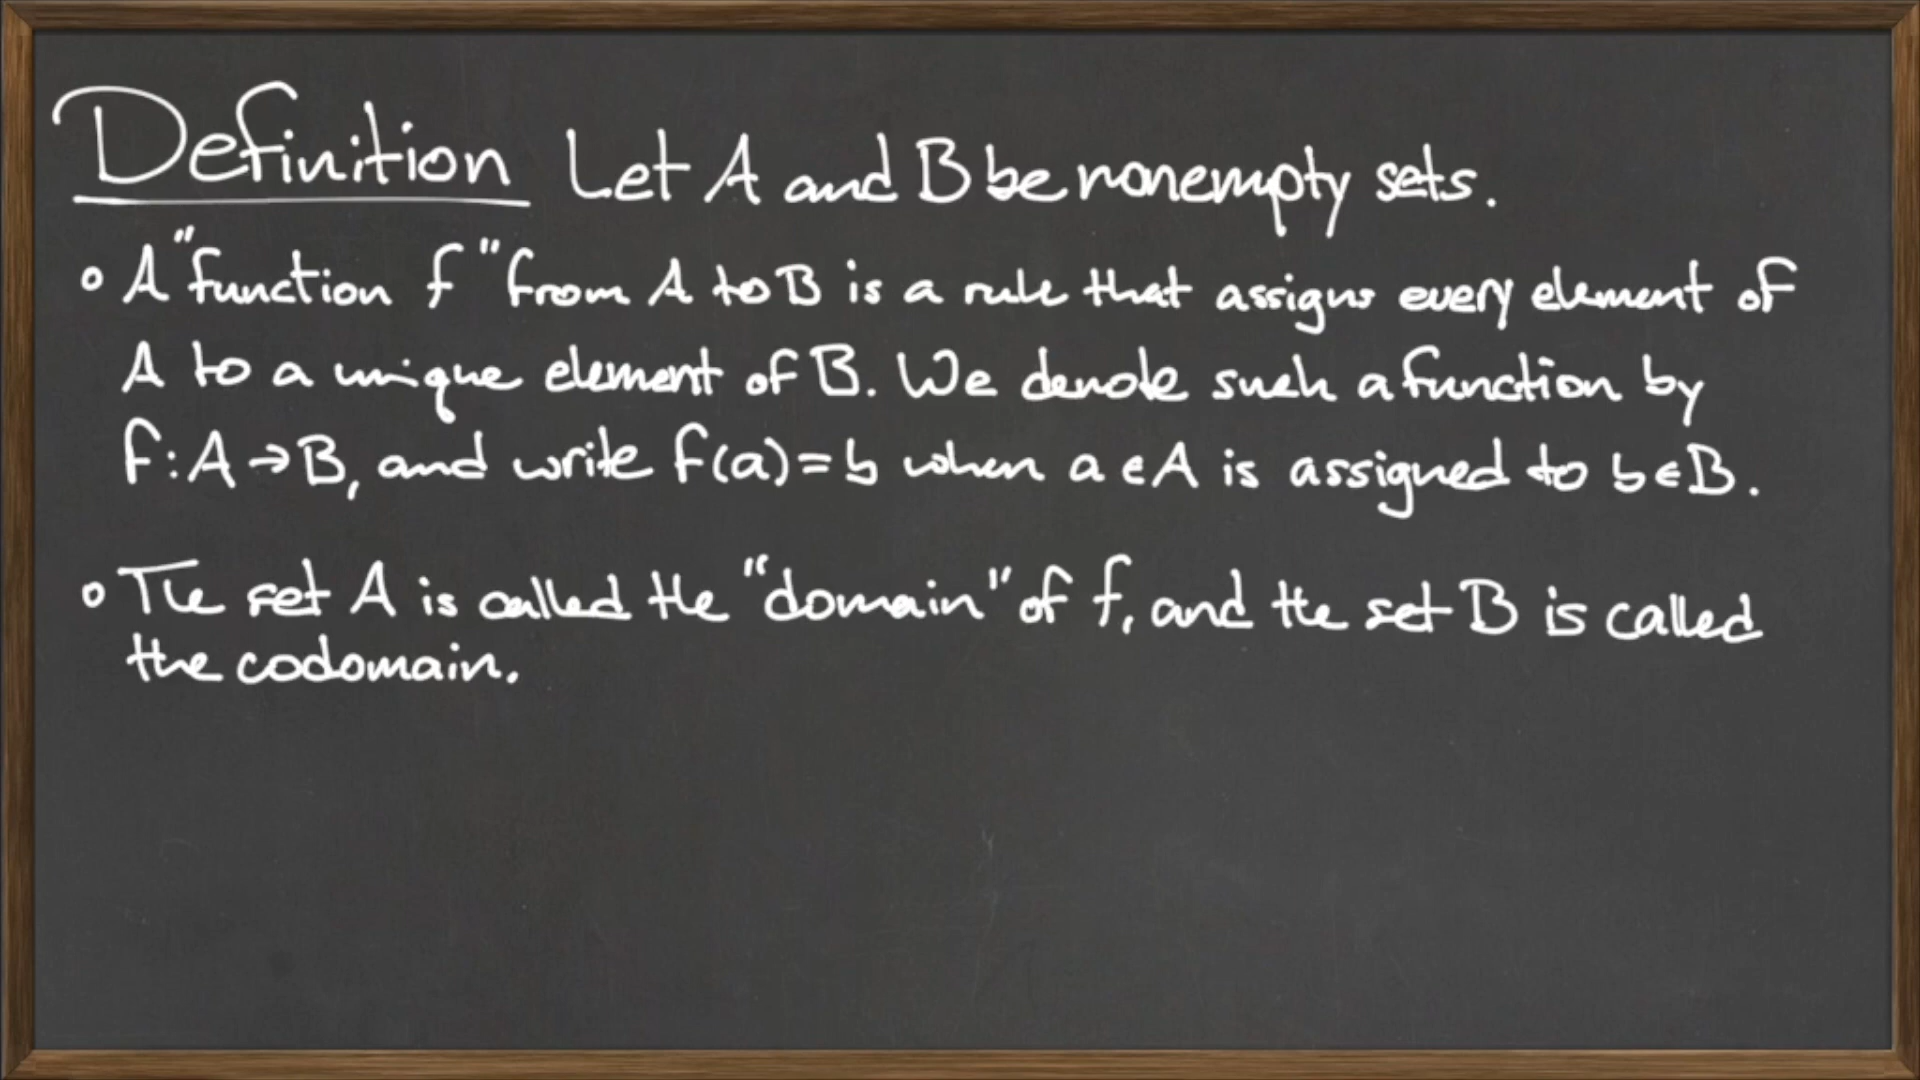 Definition Let A and B be nonempty sets.
• A "function f" from A to B is a rule that assigns every element of
A to a unique element of B. We denote such a function by
f: A → B, and write f(a) = b when a ∈ A is assigned to b ∈ B.
• The set A is called the "domain" of f, and the set B is called
the codomain.